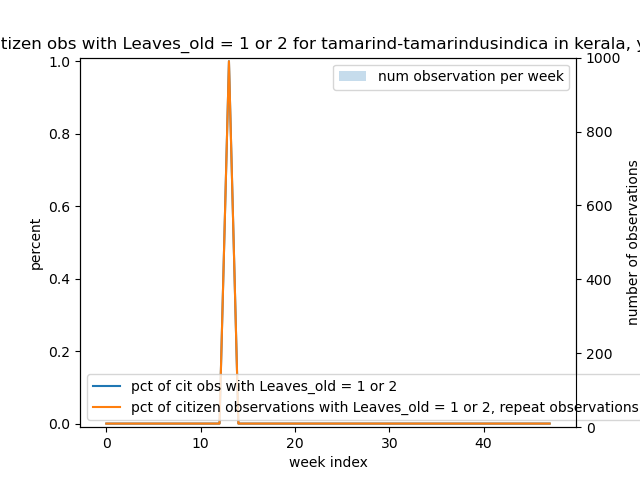 tizen obs with Leaves_old = 1 or 2 for tamarind-tamarindusindica in kerala, y
num observation per week
1.0
0.8
0.6
0.4
0.2
0.0
percent
1000
800
600
400
200
0
number of observations
pct of cit obs with Leaves_old = 1 or 2
pct of citizen observations with Leaves_old = 1 or 2, repeat observations
0 10 20 30 40
week index